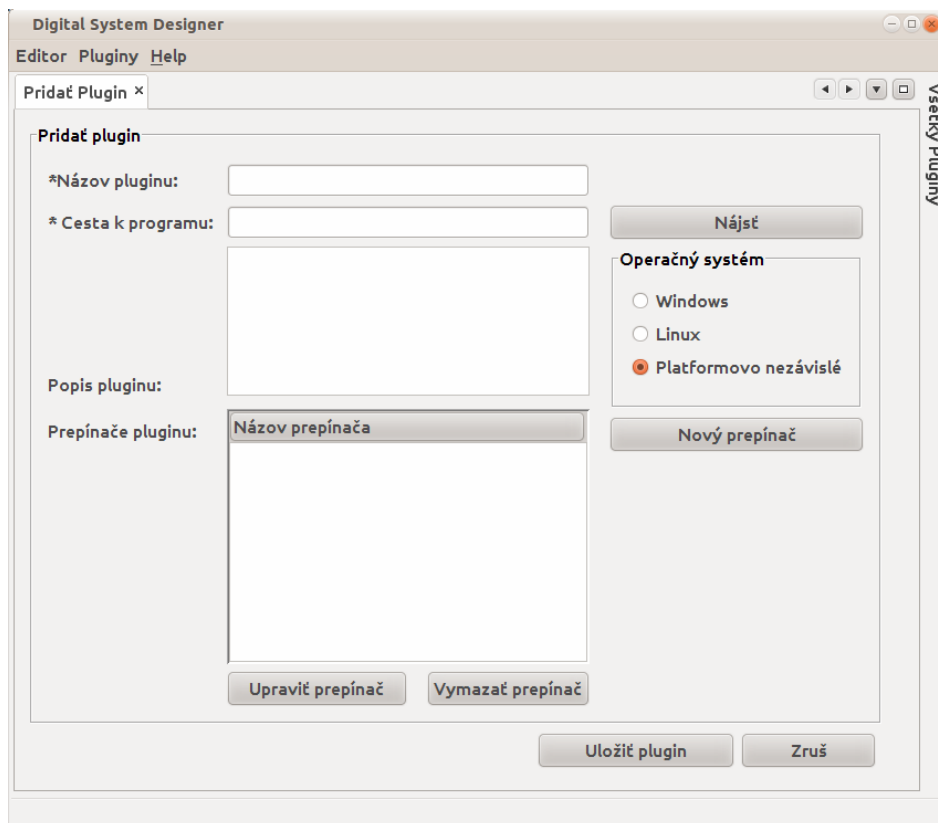 Digital System Designer
Editor Pluginy Help
Pridať Plugin ×
Všetky Pluginy
Pridať plugin
*Názov pluginu:
* Cesta k programu:
Nájsť
Operačný systém
Windows
Linux
Platformovo nezávislé
Popis pluginu:
Prepínače pluginu:
Názov prepínača
Nový prepínač
Upraviť prepínač
Vymazať prepínač
Uložiť plugin
Zruš